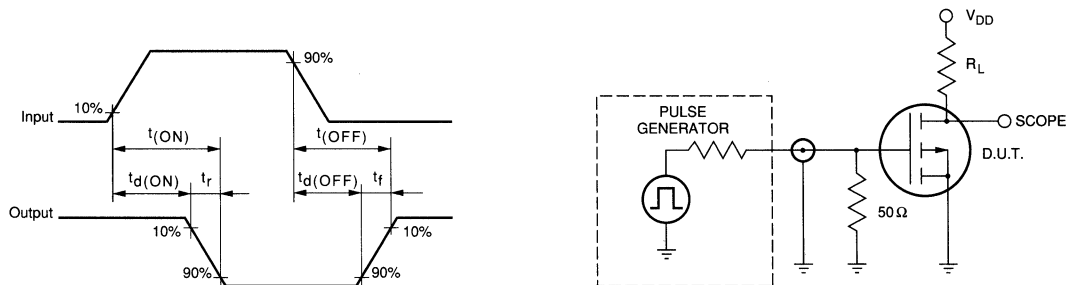 90%
10%
Input
t(ON)
t(OFF)
td(ON)
tr
td(OFF)
tf
Output
10%
10%
90%
90%
VDD
RL
PULSE
GENERATOR
SCOPE
D.U.T.
50Ω